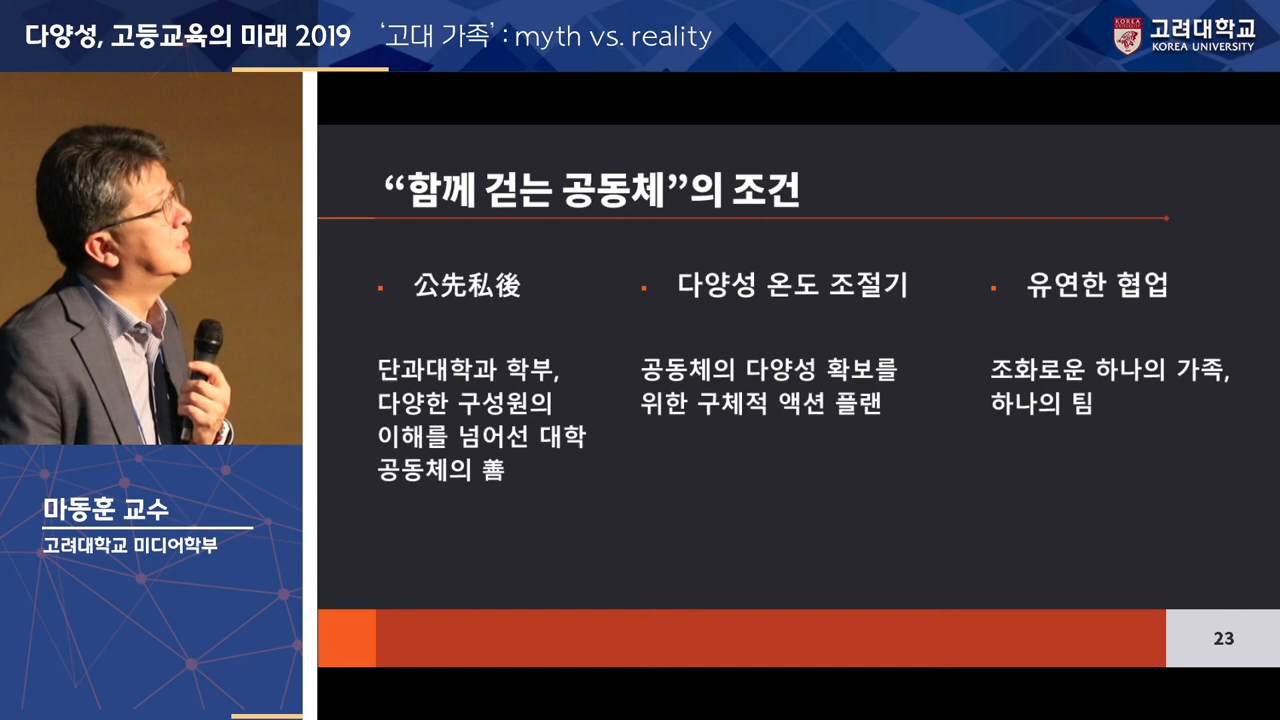 다양성, 고등교육의 미래 2019
‘고대 가족’ : myth vs. reality
KOREA
고려대학교
KOREA UNIVERSITY
“함께 걷는 공동체”의 조건
▪ 公先私後
단과대학과 학부,
다양한 구성원의
이해를 넘어선 대학
공동체의 善
▪ 다양성 온도 조절기
공동체의 다양성 확보를
위한 구체적 액션 플랜
▪ 유연한 협업
조화로운 하나의 가족,
하나의 팀
마동훈 교수
고려대학교 미디어학부
23